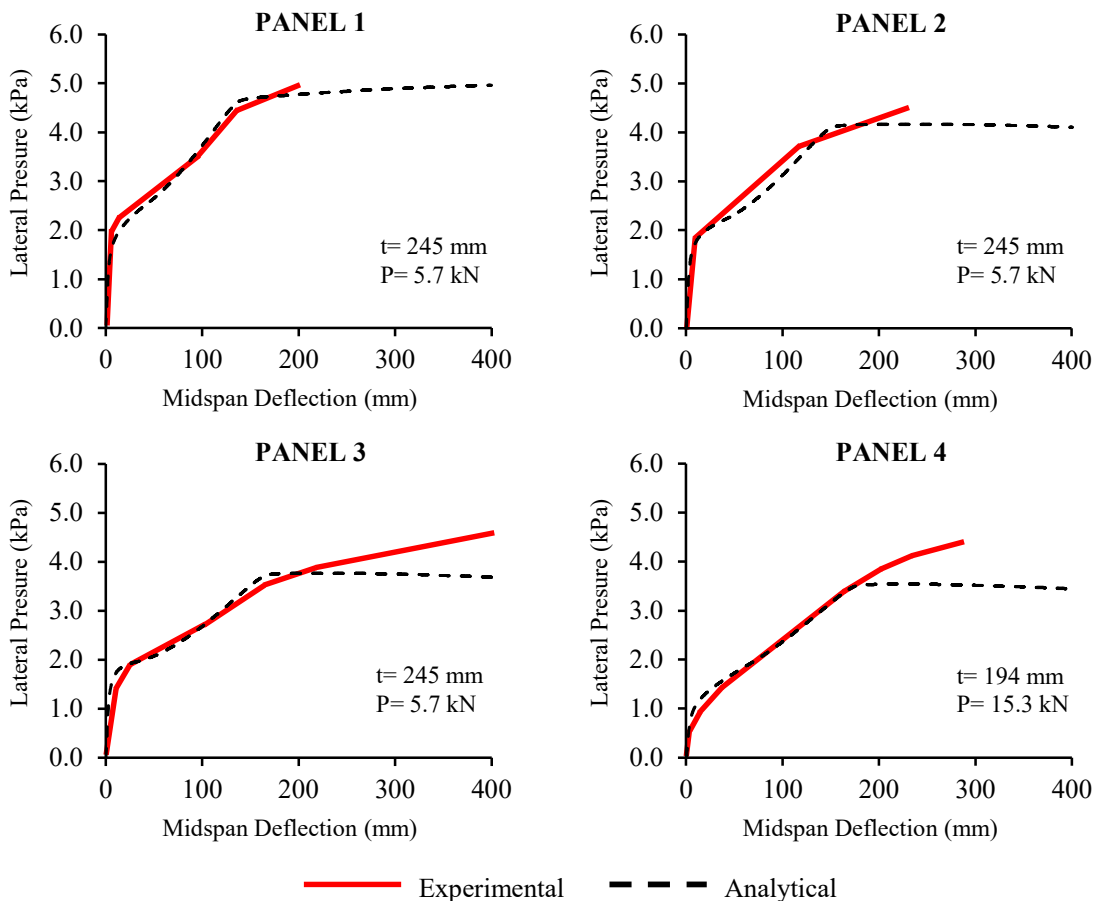 PANEL 1
Lateral Presure (kPa)
6.0
5.0
4.0
3.0
2.0
1.0
0.0
t= 245 mm
P= 5.7 kN
0 100 200 300 400
Midspan Deflection (mm)
PANEL 2
Lateral Presure (kPa)
6.0
5.0
4.0
3.0
2.0
1.0
0.0
t= 245 mm
P= 5.7 kN
0 100 200 300 400
Midspan Deflection (mm)
PANEL 3
Lateral Presure (kPa)
6.0
5.0
4.0
3.0
2.0
1.0
0.0
t= 245 mm
P= 5.7 kN
0 100 200 300 400
Midspan Deflection (mm)
PANEL 4
Lateral Presure (kPa)
6.0
5.0
4.0
3.0
2.0
1.0
0.0
t= 194 mm
P= 15.3 kN
0 100 200 300 400
Midspan Deflection (mm)
Experimental
Analytical